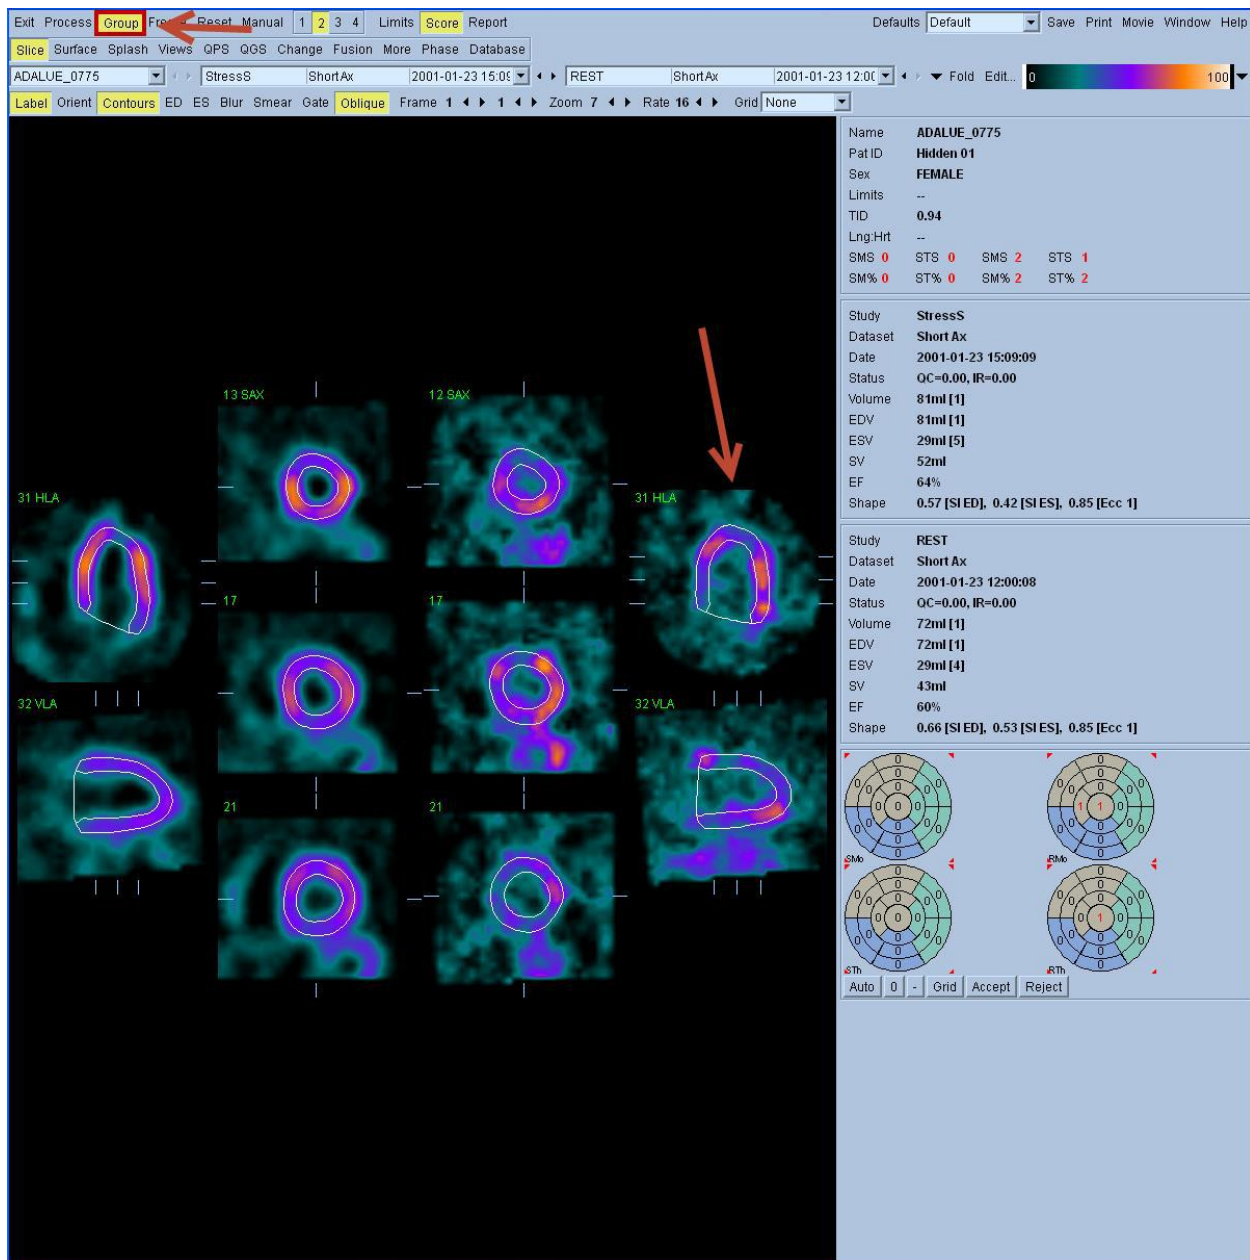 Exit Process Group Reset Manual 1 2 3 4 Limits Score Report Defaults Default Save Print Movie Window Help
Slice Surface Splash Views QPS QGS Change Fusion More Phase Database
ADALUE_0775 StressS ShortAx 2001-01-23 15:09 REST ShortAx 2001-01-23 12:00 Fold Edit... 0 100
Label Orient Contours ED ES Blur Smear Gate Oblique Frame 1 1 Zoom 7 Rate 16 Grid None
Name ADALUE_0775
Pat ID Hidden 01
Sex FEMALE
Limits --
TID 0.94
Lng:Hrt --
SMS 0 STS 0 SMS 2 STS 1
SM% 0 ST% 0 SM% 2 ST% 2
Study StressS
Dataset Short Ax
Date 2001-01-23 15:09:09
Status QC=0.00, IR=0.00
Volume 81ml [1]
EDV 81ml [1]
ESV 29ml [5]
SV 52ml
EF 64%
Shape 0.57 [SI ED], 0.42 [SI ES], 0.85 [Ecc 1]
Study REST
Dataset Short Ax
Date 2001-01-23 12:00:08
Status QC=0.00, IR=0.00
Volume 72ml [1]
EDV 72ml [1]
ESV 29ml [4]
SV 43ml
EF 60%
Shape 0.66 [SI ED], 0.53 [SI ES], 0.85 [Ecc 1]
13 SAX 12 SAX
31 HLA 31 HLA
17 17
32 VLA 32 VLA
21 21
SMo RMo
STh RTh
Auto 0 - Grid Accept Reject